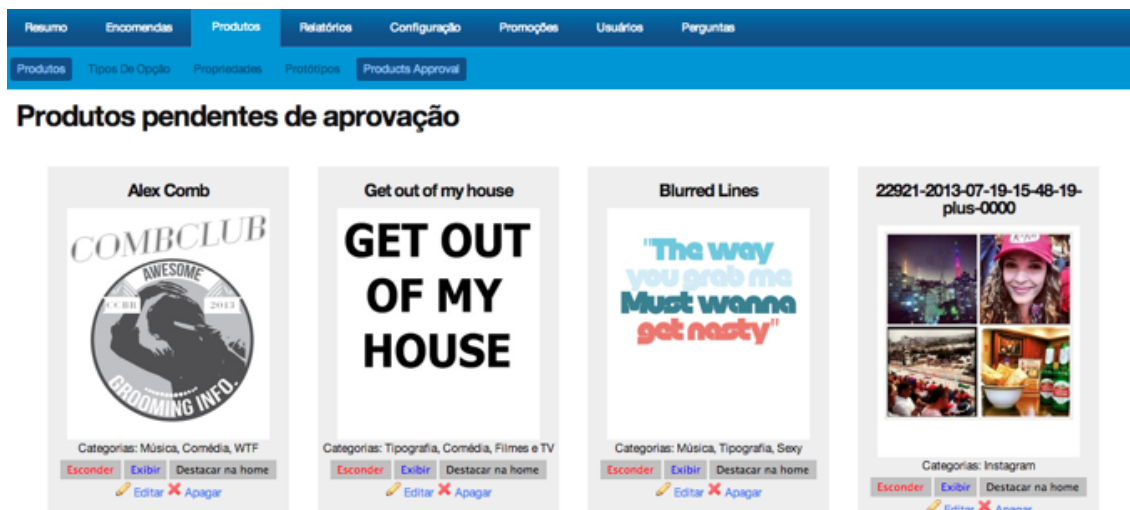 Resumo Encomendas Produtos Relatórios Configuração Promoções Usuários Perguntas
Produtos Tipos De Opção Propriedades Protótipos Products Approval
Produtos pendentes de aprovação
Alex Comb
COMBCLUB
AWESOME
CCBR 2013
GROOMING INFO.
Categorias: Música, Comédia, WTF
Esconder Exibir Destacar na home
Editar Apagar
Get out of my house
GET OUT
OF MY
HOUSE
Categorias: Tipografia, Comédia, Filmes e TV
Esconder Exibir Destacar na home
Editar Apagar
Blurred Lines
"The way
you grab me
Must wanna
get nasty"
Categorias: Música, Tipografia, Sexy
Esconder Exibir Destacar na home
Editar Apagar
22921-2013-07-19-15-48-19-
plus-0000
Categorias: Instagram
Esconder Exibir Destacar na home
Editar Apagar